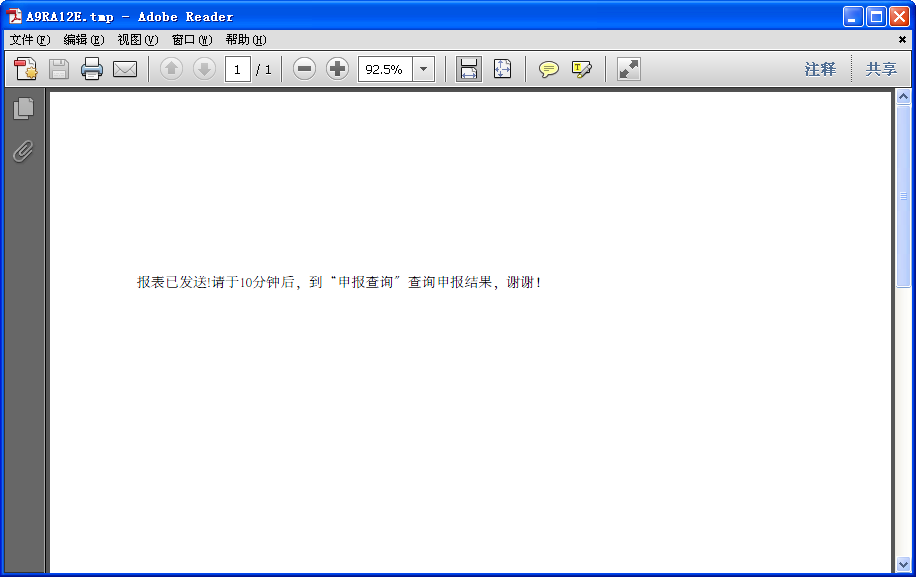 A9RA12E.tmp - Adobe Reader
文件(F) 编辑(E) 视图(V) 窗口(W) 帮助(H)
1 / 1 92.5% 注释 共享
报表已发送!请于10分钟后，到“申报查询”查询申报结果，谢谢！